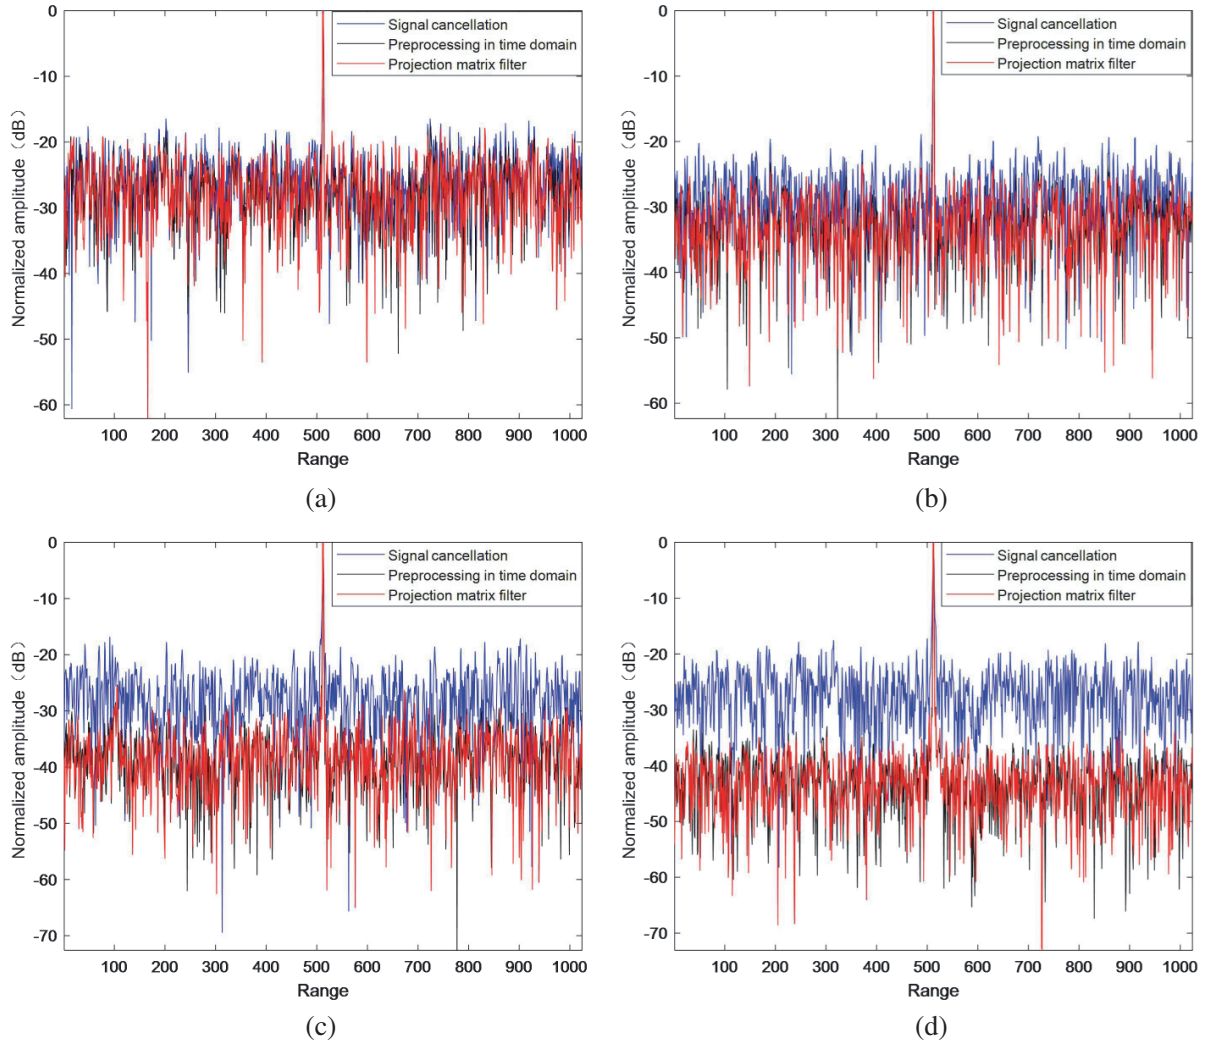 0
-10
-20
-30
-40
-50
-60
Normalized amplitude（dB）
100 200 300 400 500 600 700 800 900 1000
Range
Signal cancellation
Preprocessing in time domain
Projection matrix filter
(a)
0
-10
-20
-30
-40
-50
-60
Normalized amplitude（dB）
100 200 300 400 500 600 700 800 900 1000
Range
Signal cancellation
Preprocessing in time domain
Projection matrix filter
(b)
0
-10
-20
-30
-40
-50
-60
-70
Normalized amplitude（dB）
100 200 300 400 500 600 700 800 900 1000
Range
Signal cancellation
Preprocessing in time domain
Projection matrix filter
(c)
0
-10
-20
-30
-40
-50
-60
-70
Normalized amplitude（dB）
100 200 300 400 500 600 700 800 900 1000
Range
Signal cancellation
Preprocessing in time domain
Projection matrix filter
(d)